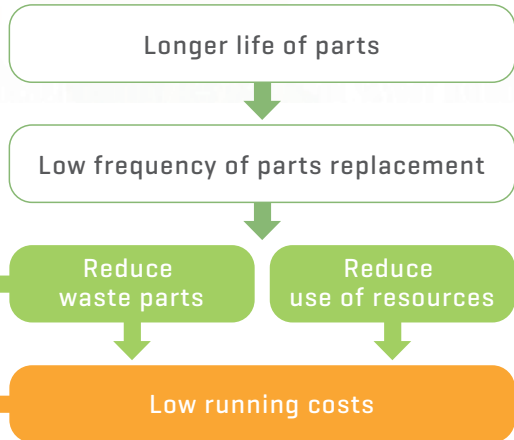 Longer life of parts
Low frequency of parts replacement
Reduce
waste parts
Reduce
use of resources
Low running costs